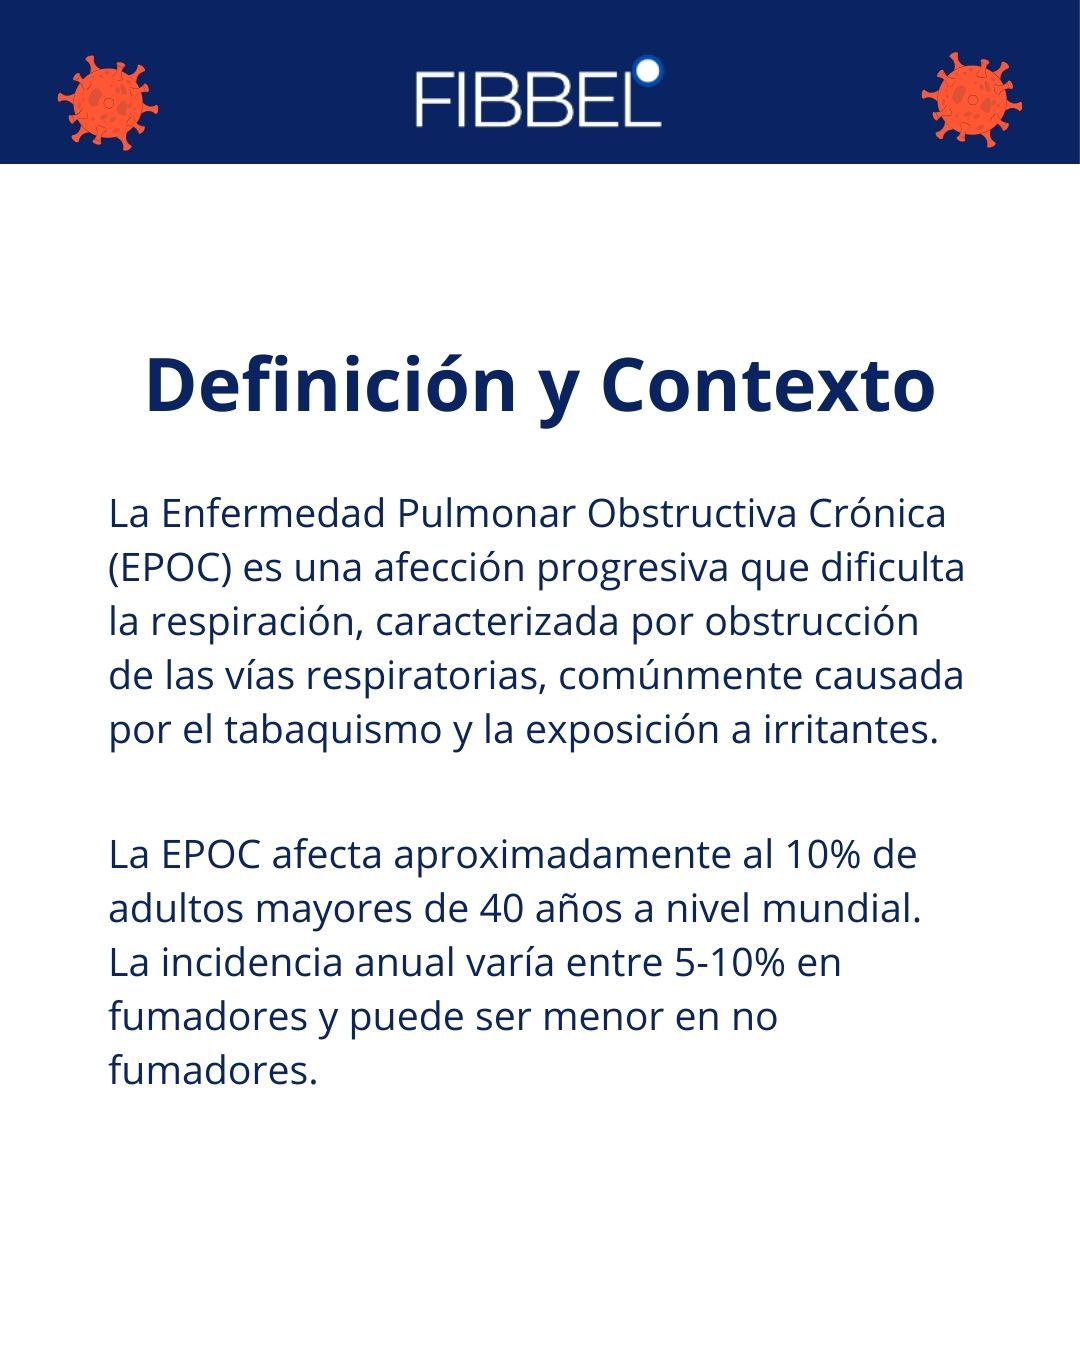 FIBBEL
Definición y Contexto
La Enfermedad Pulmonar Obstructiva Crónica
(EPOC) es una afección progresiva que dificulta
la respiración, caracterizada por obstrucción
de las vías respiratorias, comúnmente causada
por el tabaquismo y la exposición a irritantes.
La EPOC afecta aproximadamente al 10% de
adultos mayores de 40 años a nivel mundial.
La incidencia anual varía entre 5-10% en
fumadores y puede ser menor en no
fumadores.